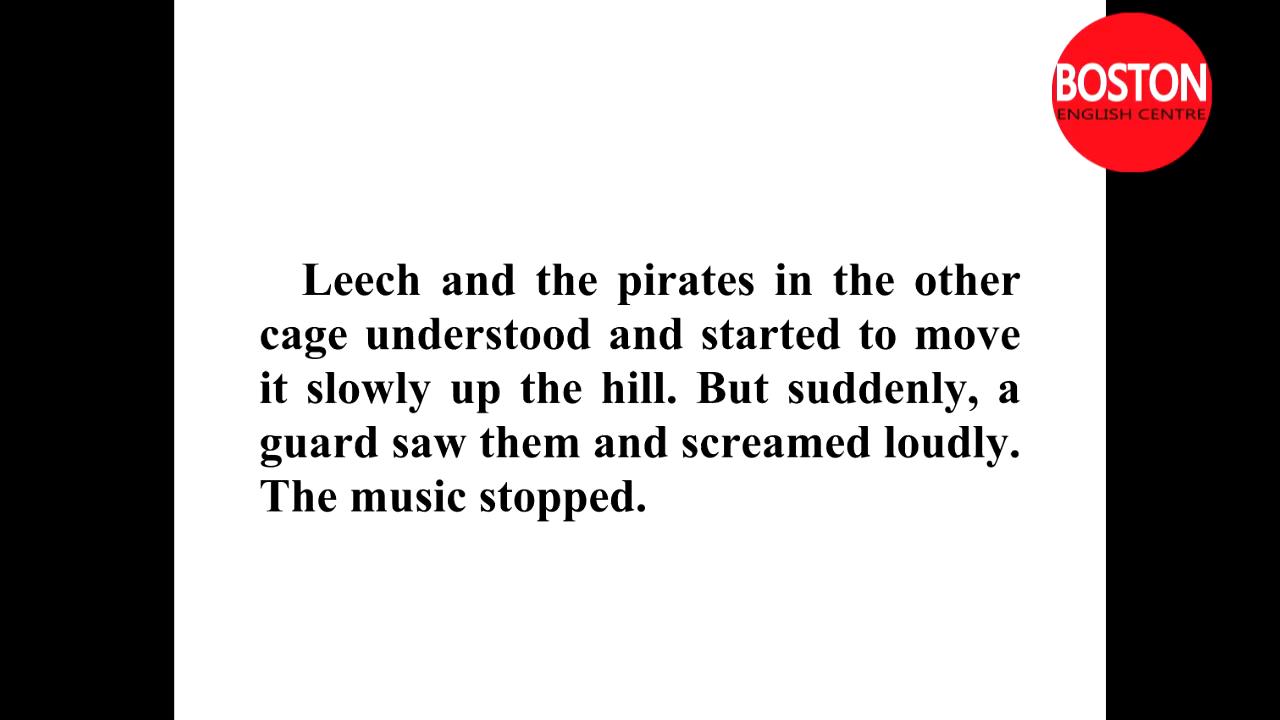 BOSTON
ENGLISH CENTRE
Leech and the pirates in the other
cage understood and started to move
it slowly up the hill. But suddenly, a
guard saw them and screamed loudly.
The music stopped.